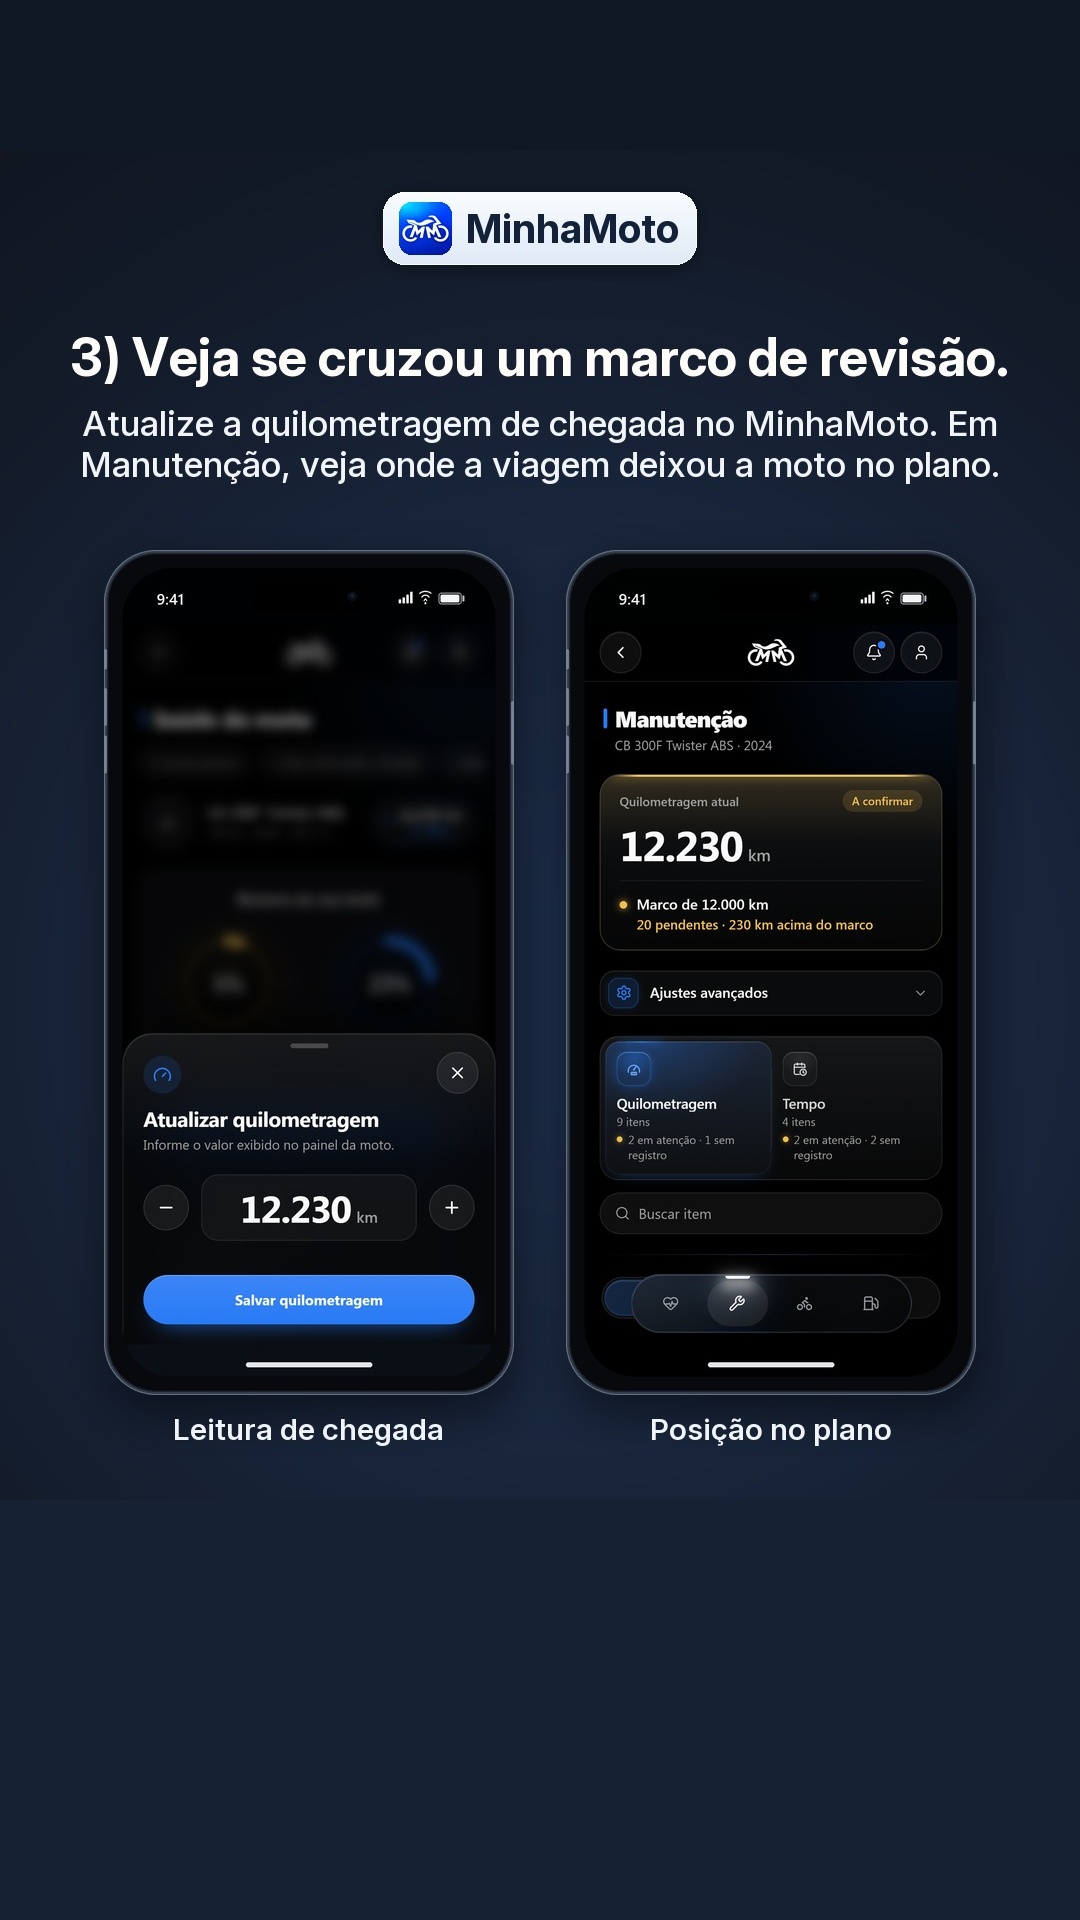 MinhaMoto
3) Veja se cruzou um marco de revisão.
Atualize a quilometragem de chegada no MinhaMoto. Em
Manutenção, veja onde a viagem deixou a moto no plano.
9:41
Saúde da moto
Atualizar quilometragem
Informe o valor exibido no painel da moto.
12.230 km
Salvar quilometragem
Leitura de chegada
9:41
MM
Manutenção
CB 300F Twister ABS · 2024
Quilometragem atual
A confirmar
12.230 km
Marco de 12.000 km
20 pendentes · 230 km acima do marco
Ajustes avançados
Quilometragem
9 itens
2 em atenção · 1 sem
registro
Tempo
4 itens
2 em atenção · 2 sem
registro
Buscar item
Posição no plano